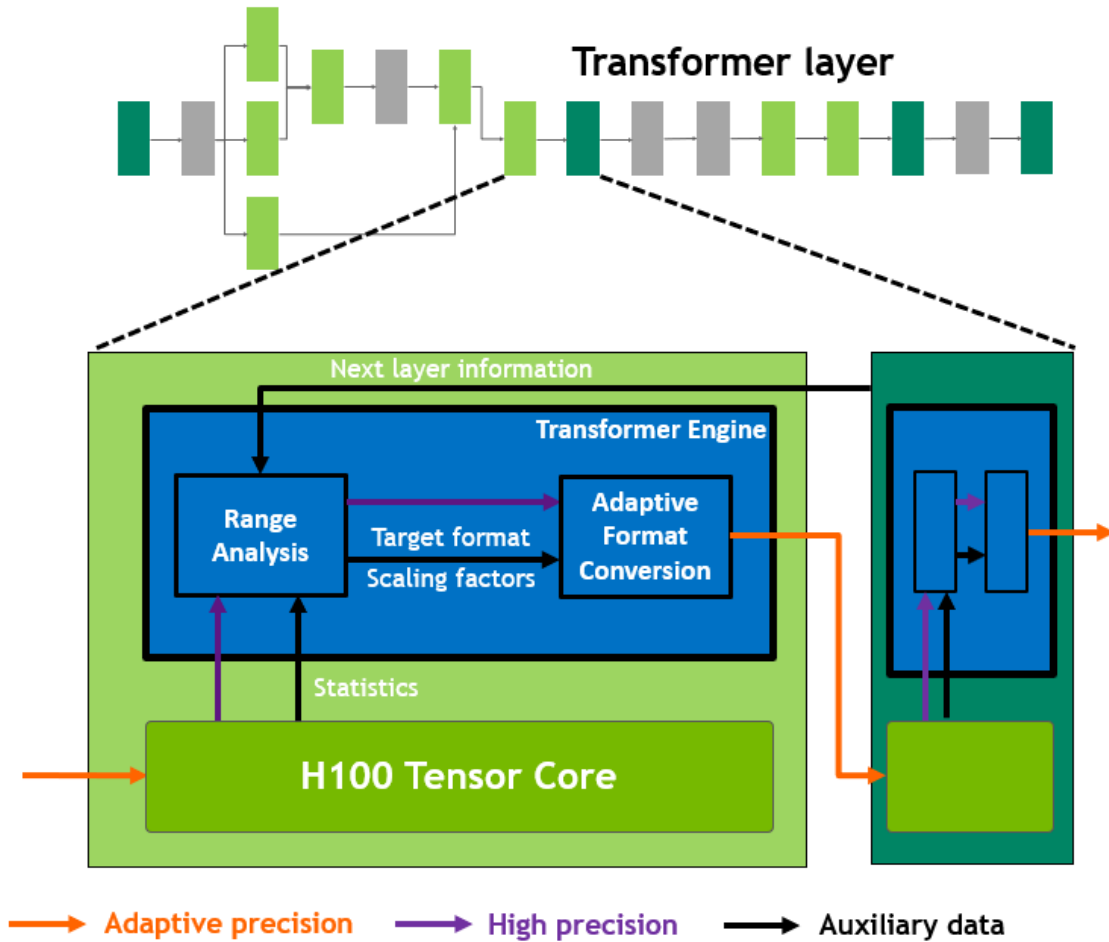 Transformer layer
Next layer information
Transformer Engine
Range
Analysis
Target format
Scaling factors
Adaptive
Format
Conversion
Statistics
H100 Tensor Core
Adaptive precision
High precision
Auxiliary data